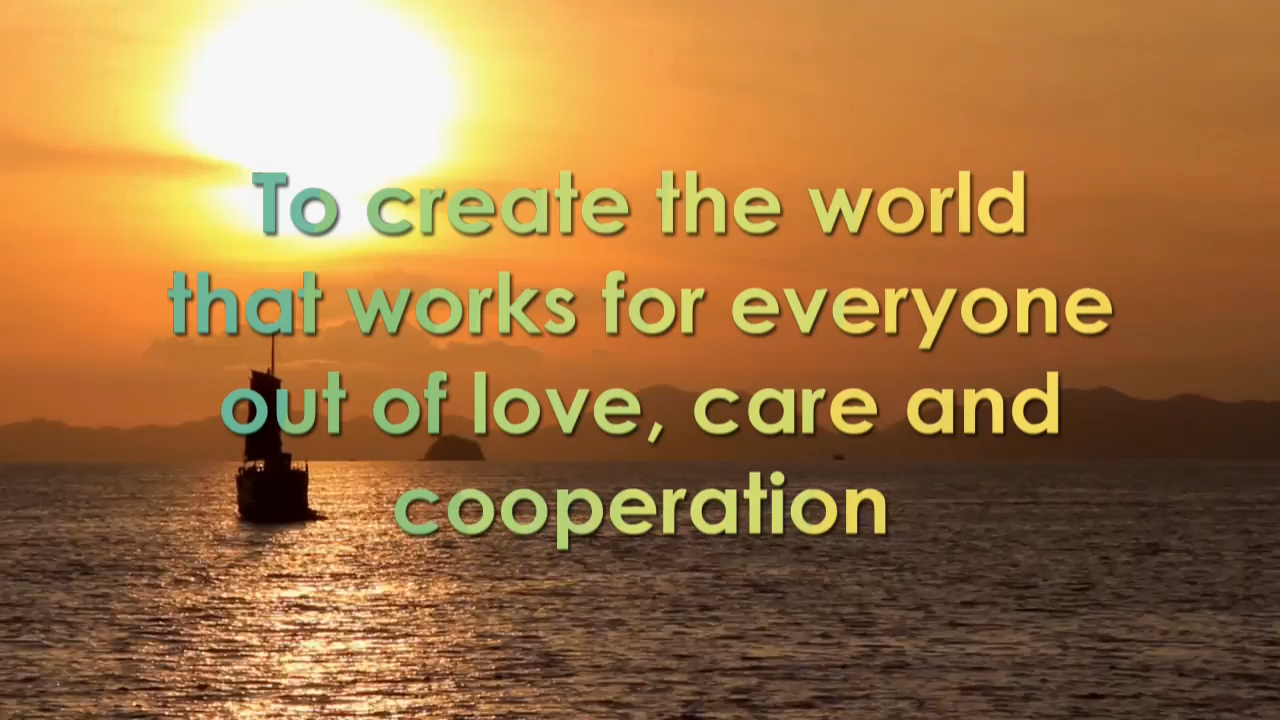 To create the world
that works for everyone
out of love, care and
cooperation